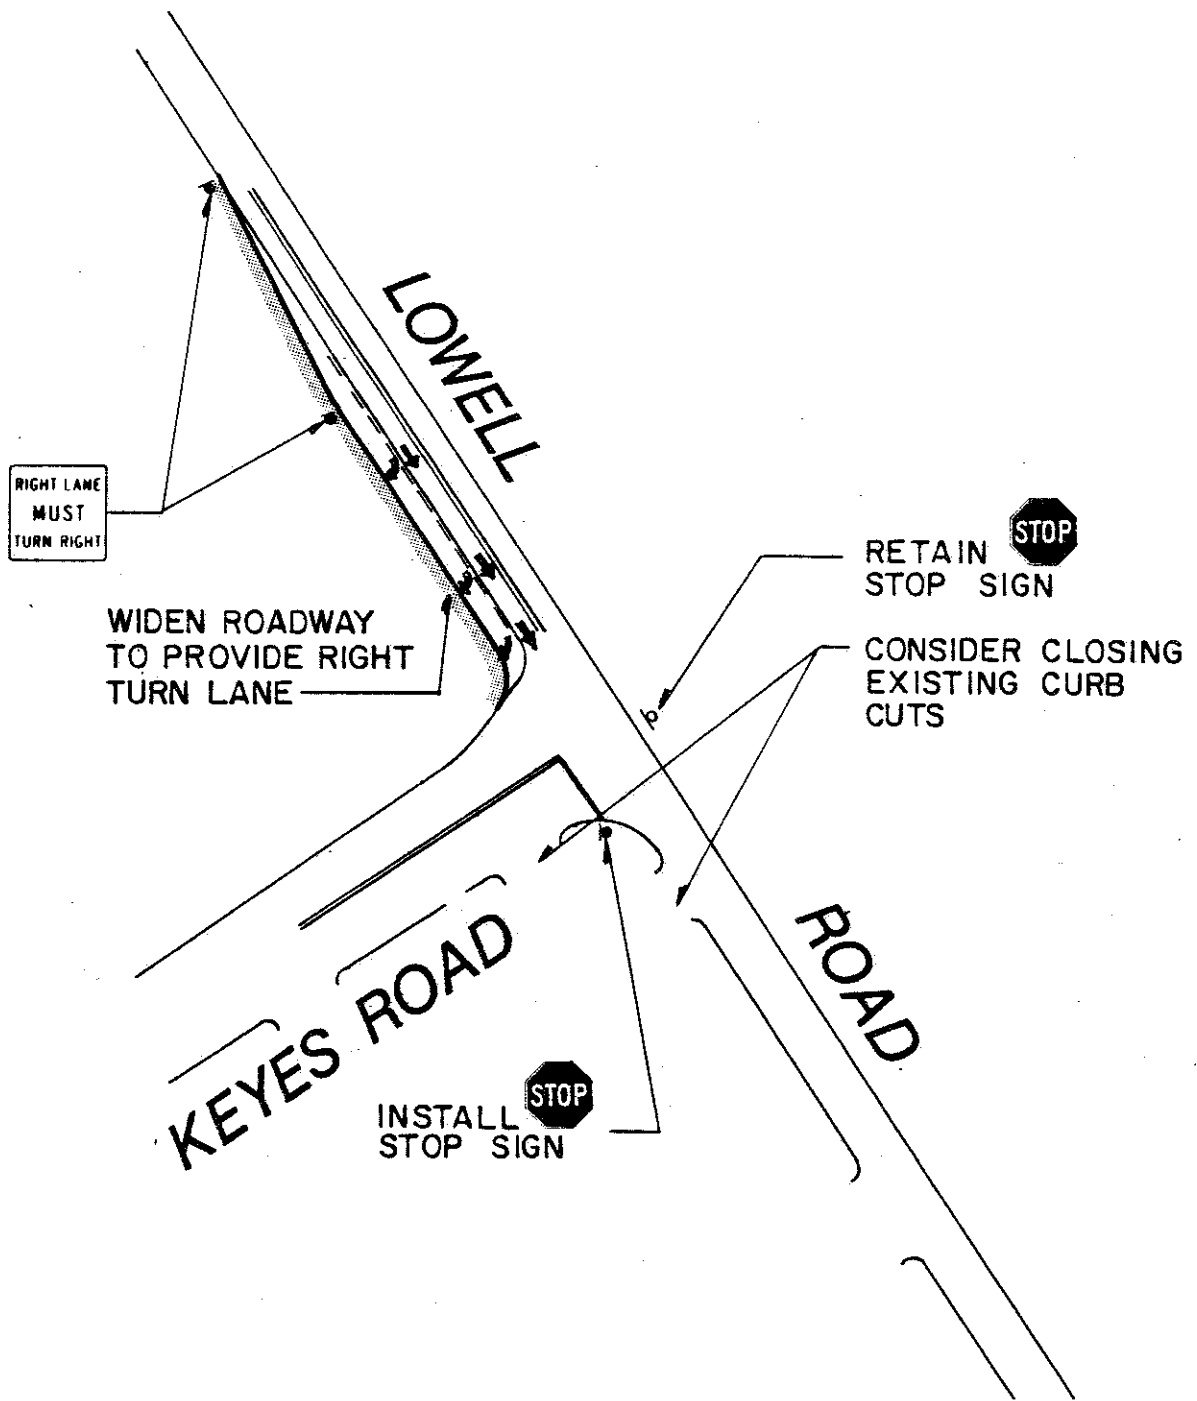 LOWELL
RIGHT LANE
MUST
TURN RIGHT
STOP
RETAIN
STOP SIGN
WIDEN ROADWAY
TO PROVIDE RIGHT
TURN LANE
CONSIDER CLOSING
EXISTING CURB
CUTS
ROAD
KEYES ROAD
STOP
INSTALL
STOP SIGN